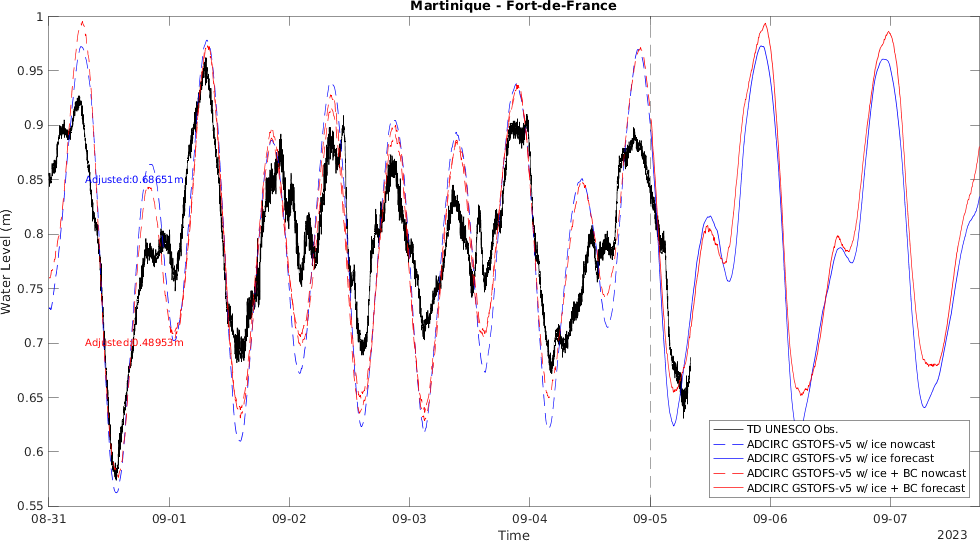 Martinique - Fort-de-France
1
0.95
0.9
0.85
0.8
0.75
0.7
0.65
0.6
0.55
Water Level (m)
Adjusted:0.68651m
Adjusted:0.48953m
TD UNESCO Obs.
ADCIRC GSTOFS-v5 w/ ice nowcast
ADCIRC GSTOFS-v5 w/ ice forecast
ADCIRC GSTOFS-v5 w/ ice + BC nowcast
ADCIRC GSTOFS-v5 w/ ice + BC forecast
08-31 09-01 09-02 09-03 09-04 09-05 09-06 09-07
Time
2023